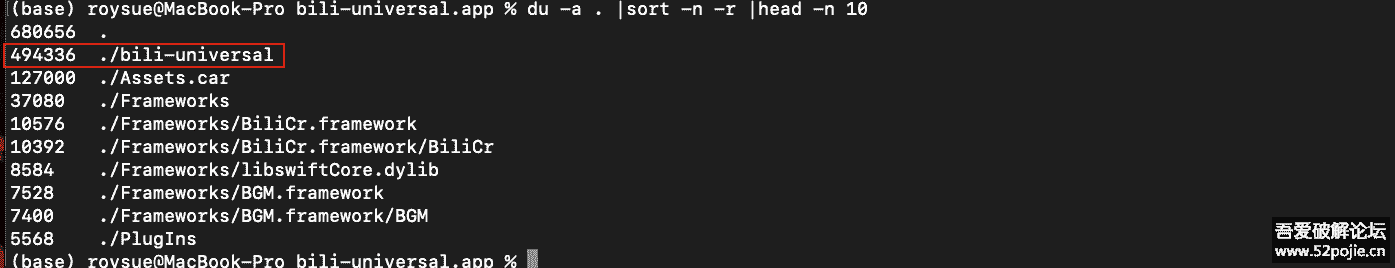 (base) roysue@MacBook-Pro bili-universal.app % du -a . |sort -n -r |head -n 10
680656 .
494336 ./bili-universal
127000 ./Assets.car
37080 ./Frameworks
10576 ./Frameworks/BiliCr.framework
10392 ./Frameworks/BiliCr.framework/BiliCr
8584 ./Frameworks/libswiftCore.dylib
7528 ./Frameworks/BGM.framework
7400 ./Frameworks/BGM.framework/BGM
5568 ./PlugIns
(base) roysue@MacBook-Pro bili-universal.app %
吾爱破解论坛
www.52pojie.cn